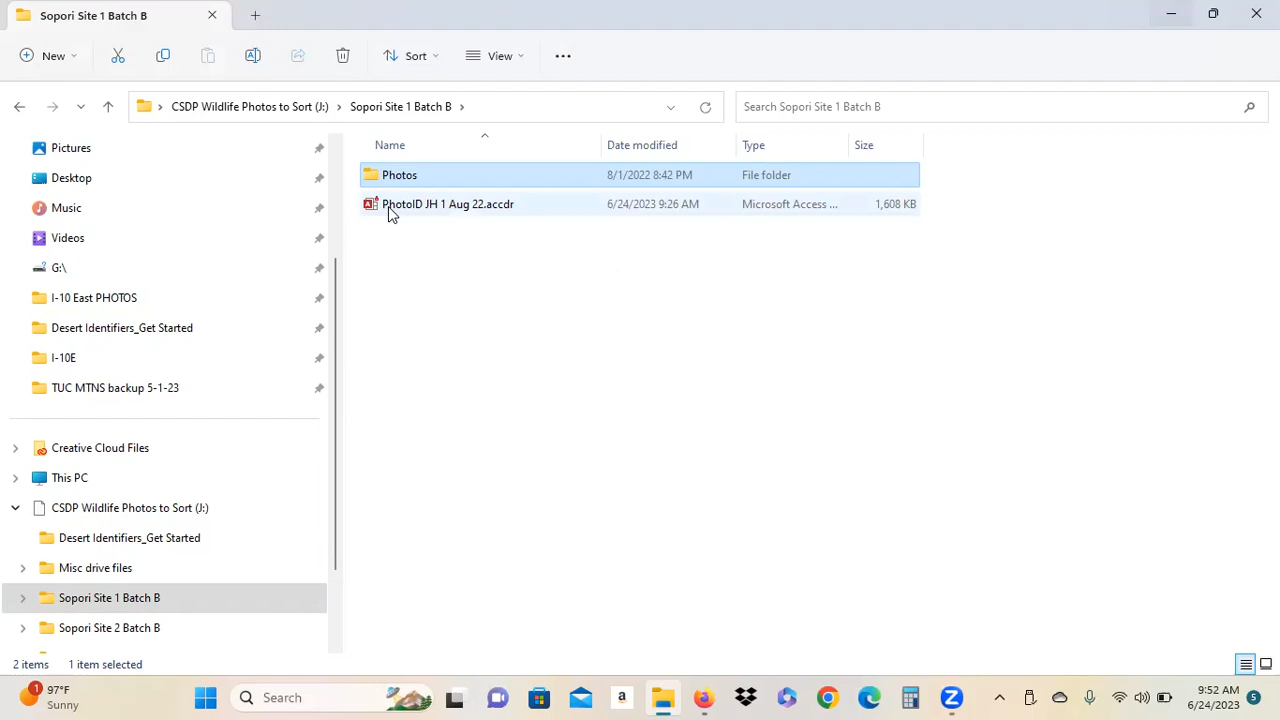 Sopori Site 1 Batch B
New
Sort
View
CSDP Wildlife Photos to Sort (J:)
Sopori Site 1 Batch B
Search Sopori Site 1 Batch B
Name
Date modified
Type
Size
Photos
8/1/2022 8:42 PM
File folder
PhotoID JH 1 Aug 22.accdr
6/24/2023 9:26 AM
Microsoft Access ...
1,608 KB
Pictures
Desktop
Music
Videos
G:\
I-10 East PHOTOS
Desert Identifiers_Get Started
I-10E
TUC MTNS backup 5-1-23
Creative Cloud Files
This PC
CSDP Wildlife Photos to Sort (J:)
Desert Identifiers_Get Started
Misc drive files
Sopori Site 1 Batch B
Sopori Site 2 Batch B
2 items
1 item selected
1
97°F
Sunny
Search
a
9:52 AM
6/24/2023
5